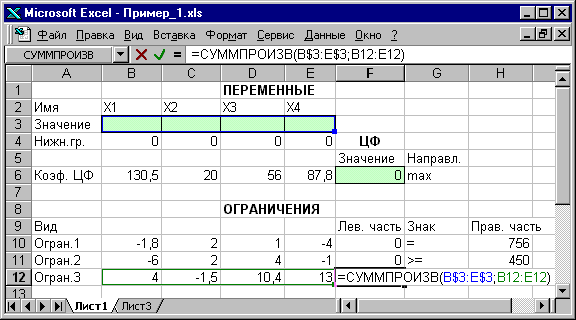 Microsoft Excel - Пример_1.xls
Файл Правка Вид Вставка Формат Сервис Данные Окно ?
СУММПРОИЗВ =СУММПРОИЗВ(B$3:E$3;B12:E12)
A B C D E F G H
1 ПЕРЕМЕННЫЕ
2 Имя X1 X2 X3 X4
3 Значение
4 Нижн.гр. 0 0 0 0 ЦФ
5 Значение Направл.
6 Коэф. ЦФ 130,5 20 56 87,8 0 max
7
8 ОГРАНИЧЕНИЯ
9 Вид Лев. часть Знак Прав. часть
10 Огран.1 -1,8 2 1 -4 0 = 756
11 Огран.2 -6 2 4 -1 0 >= 450
12 Огран.3 4 -1,5 10,4 13 =СУММПРОИЗВ(B$3:E$3;B12:E12)
13
Лист1 Лист3